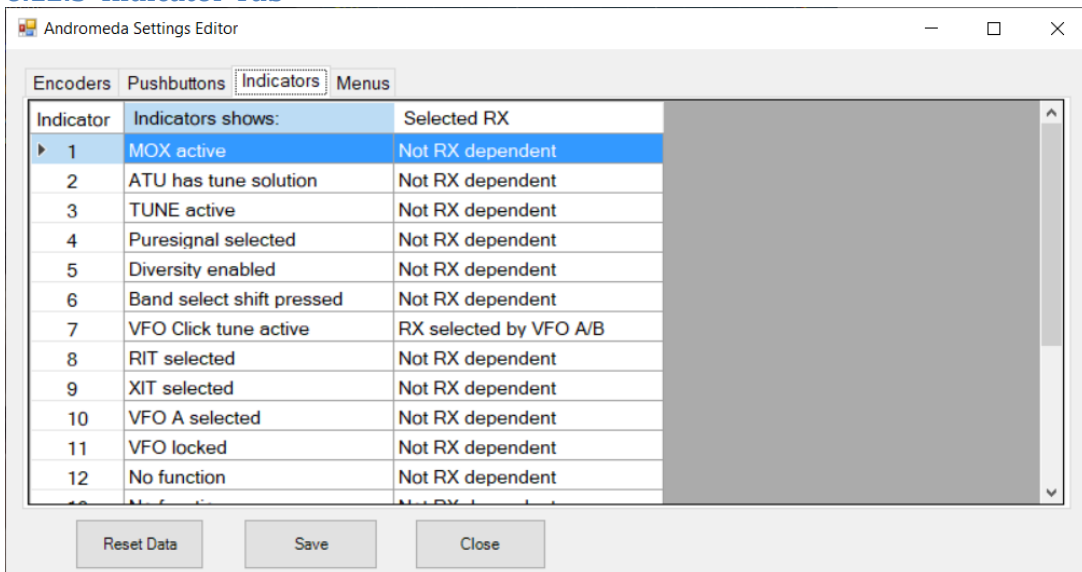 Andromeda Settings Editor
Encoders Pushbuttons Indicators Menus
Indicator Indicators shows: Selected RX
1 MOX active Not RX dependent
2 ATU has tune solution Not RX dependent
3 TUNE active Not RX dependent
4 Puresignal selected Not RX dependent
5 Diversity enabled Not RX dependent
6 Band select shift pressed Not RX dependent
7 VFO Click tune active RX selected by VFO A/B
8 RIT selected Not RX dependent
9 XIT selected Not RX dependent
10 VFO A selected Not RX dependent
11 VFO locked Not RX dependent
12 No function Not RX dependent
Reset Data Save Close